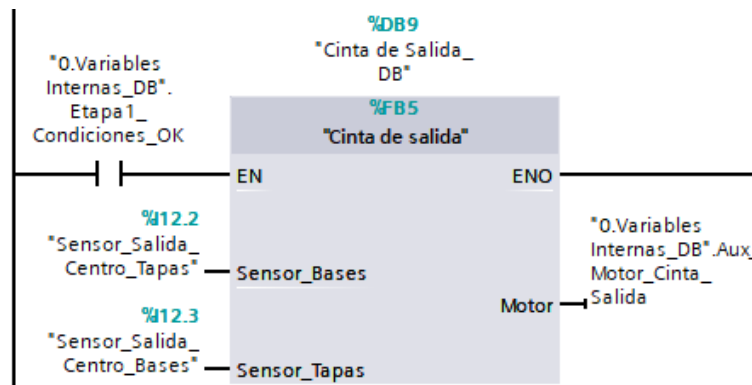 %DB9
"Cinta de Salida_
DB"
"0.Variables
Internas_DB".
Etapa1_
Condiciones_OK
%FB5
"Cinta de salida"
EN
ENO
%I12.2
"Sensor_Salida_
Centro_Tapas"
Sensor_Bases
"0.Variables
Internas_DB".Aux_
Motor_Cinta_
Salida
Motor
%I12.3
"Sensor_Salida_
Centro_Bases"
Sensor_Tapas